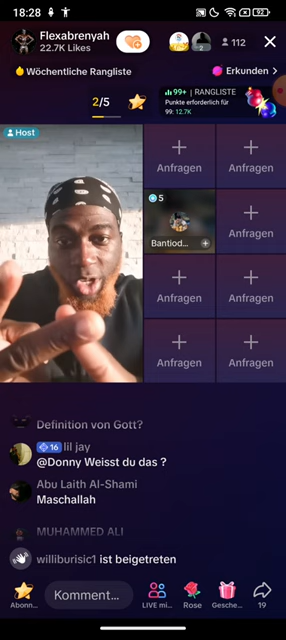 18:28
92
Flexabrenyah
22.7K Likes
2
112
Wöchentliche Rangliste
Erkunden
2/5
99+ | RANGLISTE
Punkte erforderlich für
99: 12.7K
Host
Anfragen
Anfragen
5
Bantiod...
Anfragen
Anfragen
Anfragen
Anfragen
Anfragen
Definition von Gott?
16 lil jay
@Donny Weisst du das ?
Abu Laith Al-Shami
Maschallah
MUHAMMED ALI
williburisic1 ist beigetreten
Komment...
Abonn...
LIVE mi...
Rose
Gesche...
19